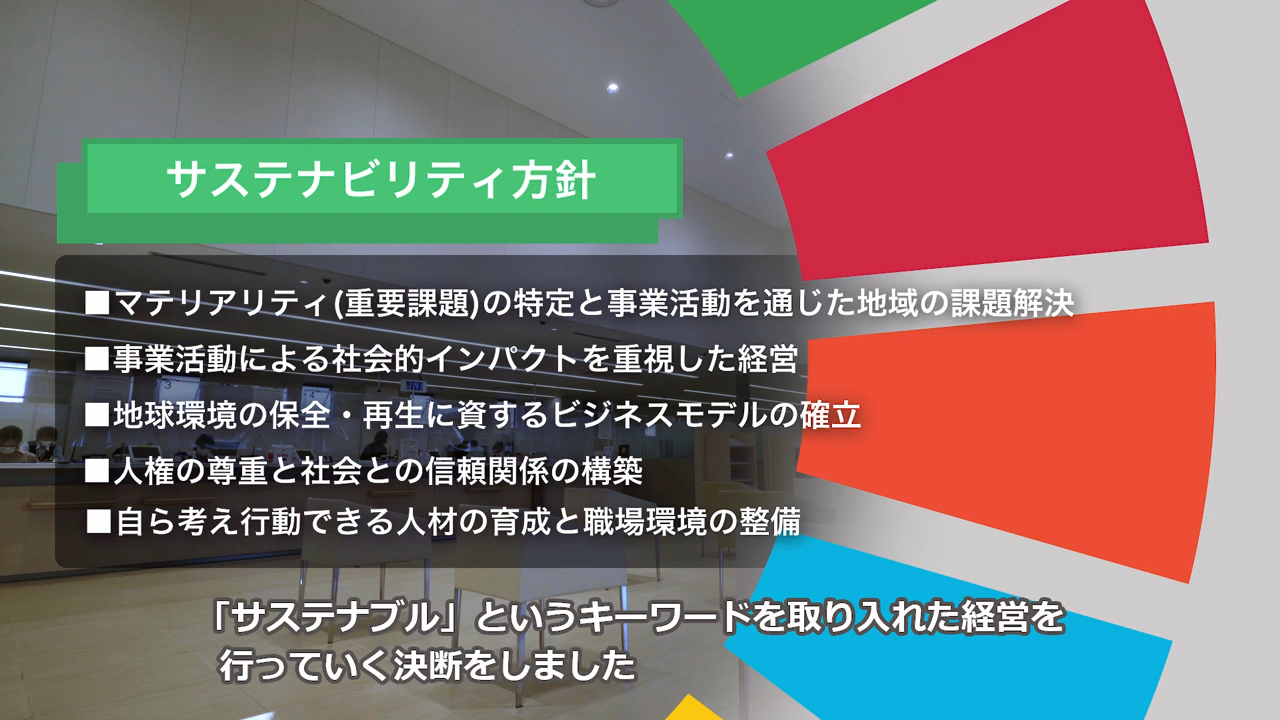 サステナビリティ方針
■マテリアリティ(重要課題)の特定と事業活動を通じた地域の課題解決
■事業活動による社会的インパクトを重視した経営
■地球環境の保全・再生に資するビジネスモデルの確立
■人権の尊重と社会との信頼関係の構築
■自ら考え行動できる人材の育成と職場環境の整備
「サステナブル」というキーワードを取り入れた経営を
行っていく決断をしました